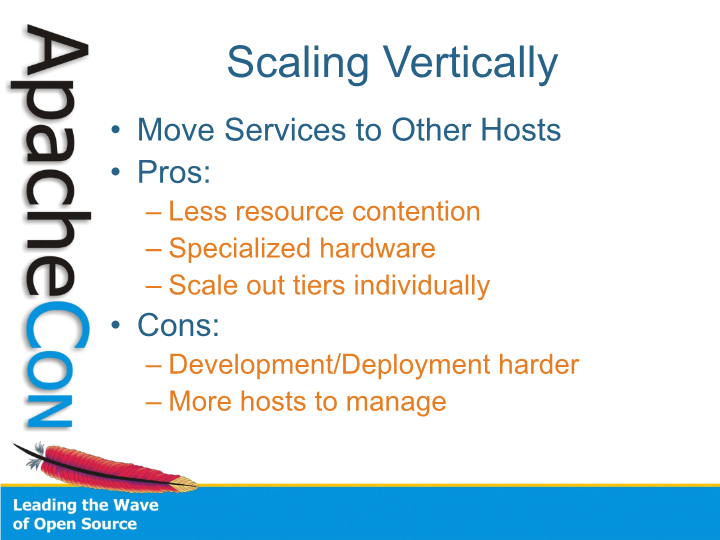 ApacheCon
Scaling Vertically
• Move Services to Other Hosts
• Pros:
– Less resource contention
– Specialized hardware
– Scale out tiers individually
• Cons:
– Development/Deployment harder
– More hosts to manage
Leading the Wave
of Open Source